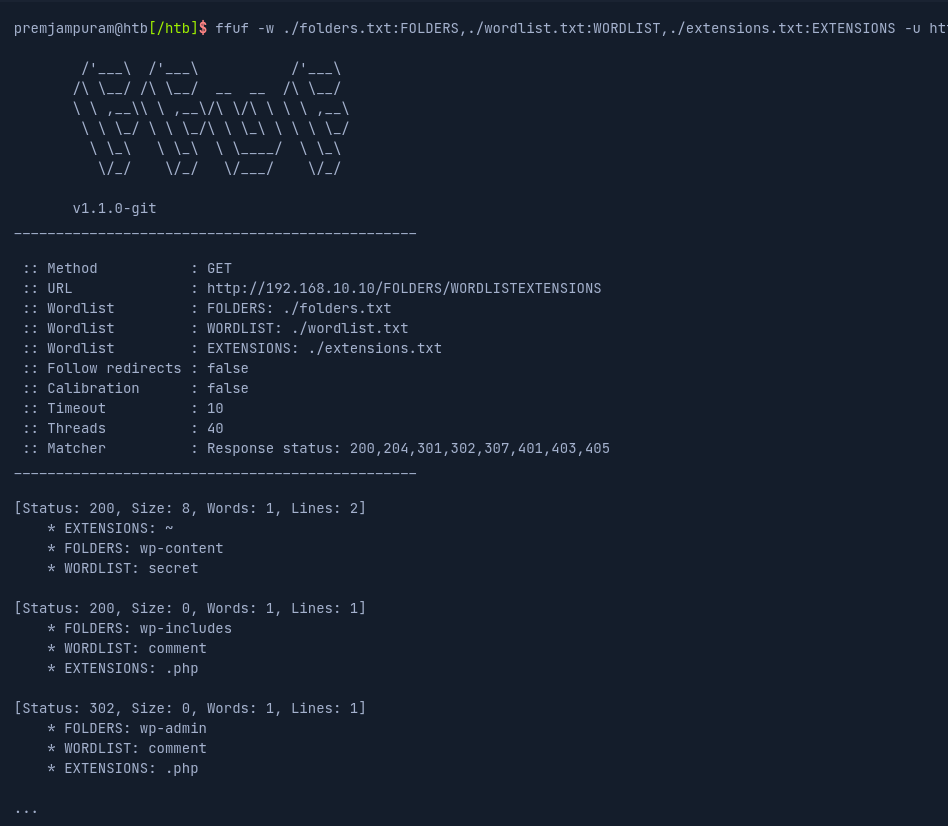 premjampuram@htb[/htb]$ ffuf -w ./folders.txt:FOLDERS,./wordlist.txt:WORDLIST,./extensions.txt:EXTENSIONS -u
        /'___\  /'___\           /'___\
       /\ \__/ /\ \__/  __  __  /\ \__/
       \ \ ,__\\ \ ,__\/\ \/\ \ \ \ ,__\
        \ \ \_/ \ \ \_/\ \ \_\ \ \ \ \_/
         \ \_\   \ \_\  \ \____/  \ \_\
          \/_/    \/_/   \/___/    \/_/
       v1.1.0-git
________________________________________________
 :: Method           : GET
 :: URL              : http://192.168.10.10/FOLDERS/WORDLISTEXTENSIONS
 :: Wordlist         : FOLDERS: ./folders.txt
 :: Wordlist         : WORDLIST: ./wordlist.txt
 :: Wordlist         : EXTENSIONS: ./extensions.txt
 :: Follow redirects : false
 :: Calibration      : false
 :: Timeout          : 10
 :: Threads          : 40
 :: Matcher          : Response status: 200,204,301,302,307,401,403,405
________________________________________________
[Status: 200, Size: 8, Words: 1, Lines: 2]
    * EXTENSIONS: ~
    * FOLDERS: wp-content
    * WORDLIST: secret
[Status: 200, Size: 0, Words: 1, Lines: 1]
    * FOLDERS: wp-includes
    * WORDLIST: comment
    * EXTENSIONS: .php
[Status: 302, Size: 0, Words: 1, Lines: 1]
    * FOLDERS: wp-admin
    * WORDLIST: comment
    * EXTENSIONS: .php
...